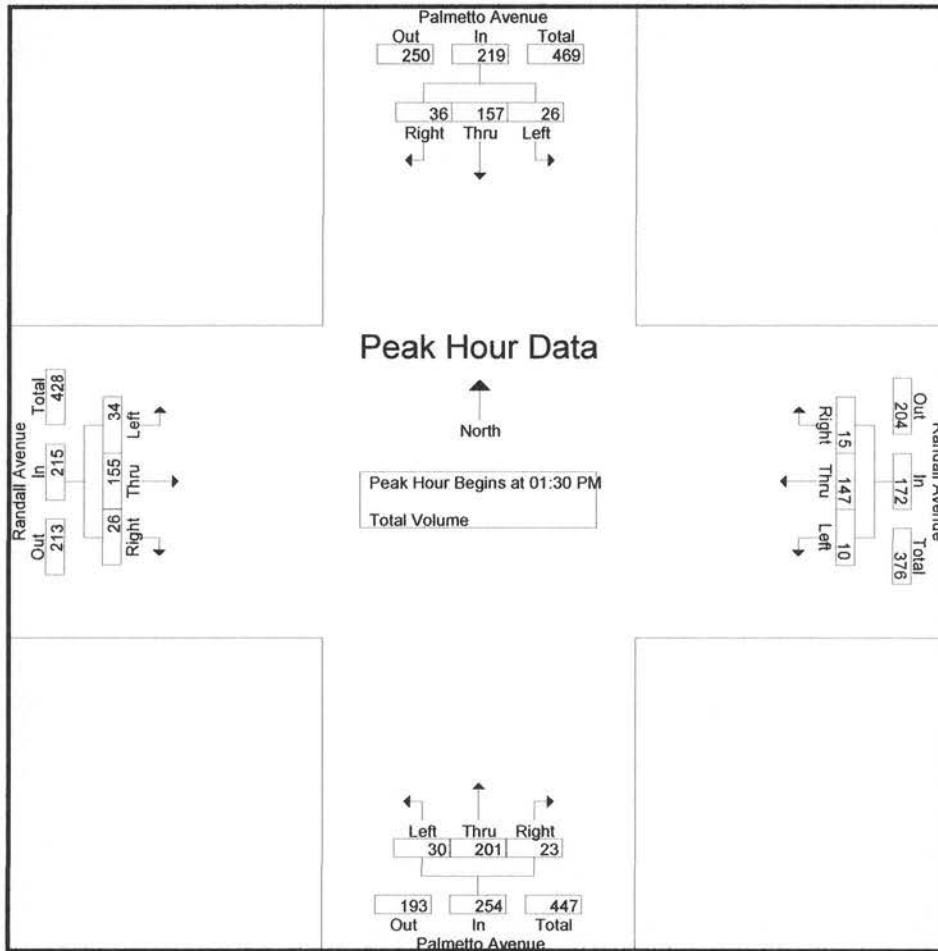 Palmetto Avenue
Out In Total
250 219 469
36 157 26
Right Thru Left
Peak Hour Data
North
Peak Hour Begins at 01:30 PM
Total Volume
Randall Avenue
Out In Total
213 215 428
Right Thru Left
26 155 34
Randall Avenue
Out In Total
204 172 376
Right Thru Left
15 147 10
Left Thru Right
30 201 23
193 254 447
Out In Total
Palmetto Avenue